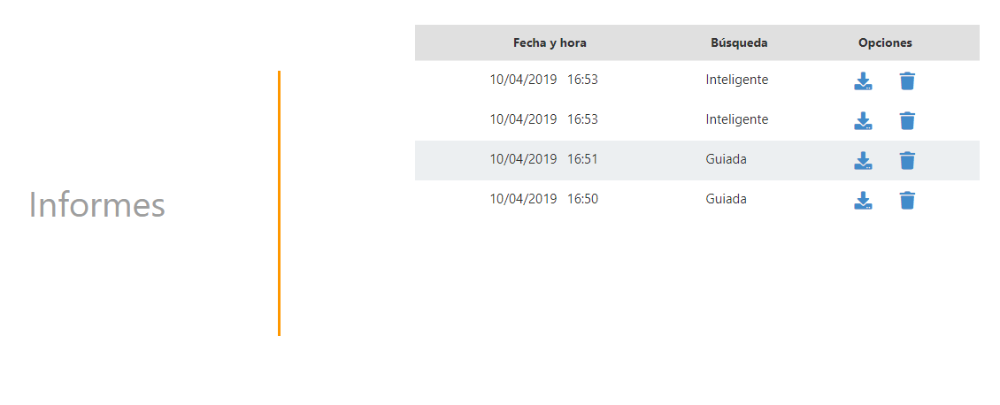 Fecha y hora Búsqueda Opciones
10/04/2019 16:53 Inteligente
10/04/2019 16:53 Inteligente
10/04/2019 16:51 Guiada
10/04/2019 16:50 Guiada
Informes